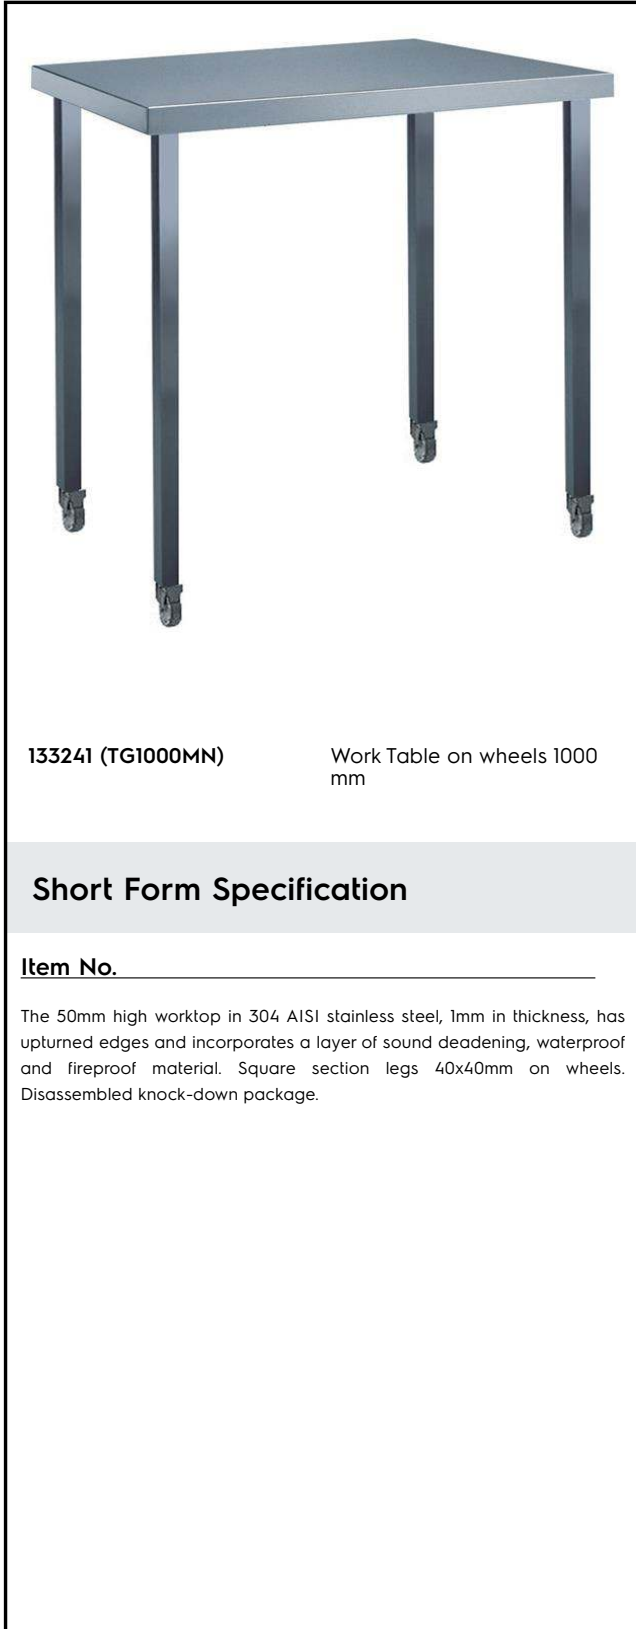 133241 (TG1000MN)
Work Table on wheels 1000
mm
Short Form Specification
Item No.
The 50mm high worktop in 304 AISI stainless steel, 1mm in thickness, has
upturned edges and incorporates a layer of sound deadening, waterproof
and fireproof material. Square section legs 40x40mm on wheels.
Disassembled knock-down package.